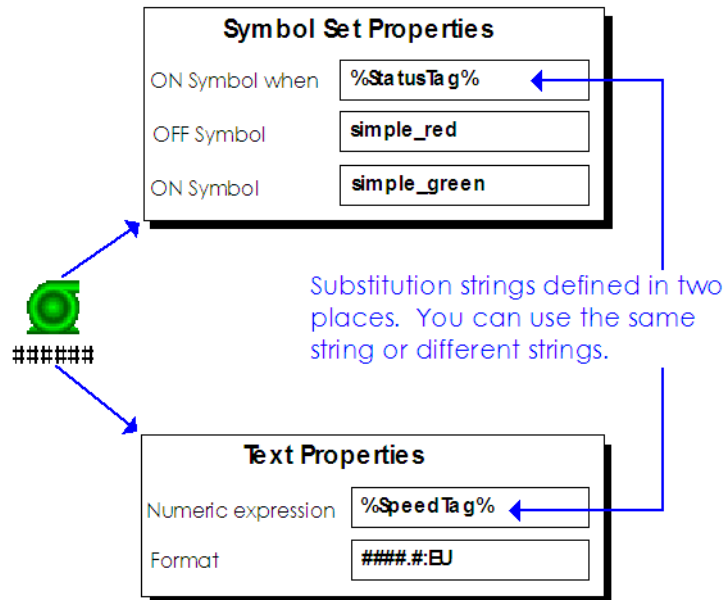 Symbol Set Properties
ON Symbol when %StatusTag%
OFF Symbol simple_red
ON Symbol simple_green
Substitution strings defined in two
places. You can use the same
string or different strings.
######
Text Properties
Numeric expression %SpeedTag%
Format ####.#:EU